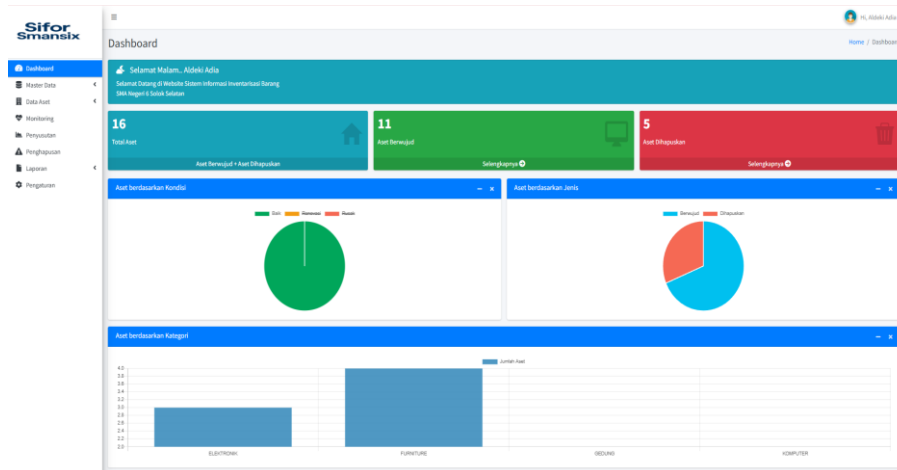 Sifor
Smansix
Hi, Aldeki Adia
Dashboard
Home / Dashboard
Dashboard
Master Data
Data Aset
Monitoring
Penyusutan
Penghapusan
Laporan
Pengaturan
Selamat Malam.. Aldeki Adia
Selamat Datang di Website Sistem Informasi Inventarisasi Barang
SMA Negeri 6 Solok Selatan
16
Total Aset
Aset Berwujud + Aset Dihapuskan
11
Aset Berwujud
Selengkapnya
5
Aset Dihapuskan
Selengkapnya
Aset berdasarkan Kondisi
Baik Rusak
Aset berdasarkan Jenis
Berwujud Dihapuskan
Aset berdasarkan Kategori
Jumlah Aset
4.0
3.8
3.6
3.4
3.2
3.0
2.8
2.6
2.4
2.2
2.0
ELEKTRONIK FURNITURE GEDUNG KOMPUTER